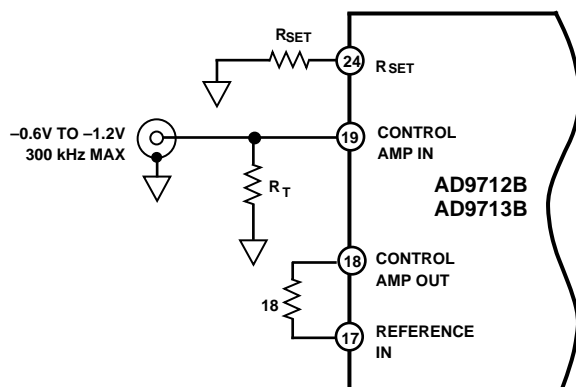 RSET
24
RSET
–0.6V TO –1.2V
300 kHz MAX
19
CONTROL
AMP IN
RT
AD9712B
AD9713B
18
CONTROL
AMP OUT
18
17
REFERENCE
IN